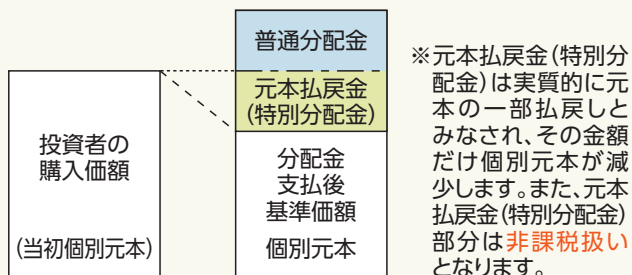 普通分配金
元本払戻金
(特別分配金)
投資者の
購入価額
(当初個別元本)
分配金
支払後
基準価額
個別元本
※元本払戻金(特別分
配金)は実質的に元
本の一部払戻しと
みなされ、その金額
だけ個別元本が減
少します。また、元本
払戻金(特別分配金)
部分は非課税扱い
となります。